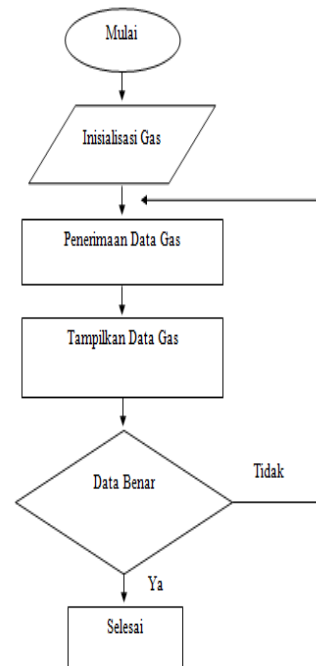 Mulai
Inisialisasi Gas
Penerimaan Data Gas
Tampilkan Data Gas
Data Benar
Tidak
Ya
Selesai